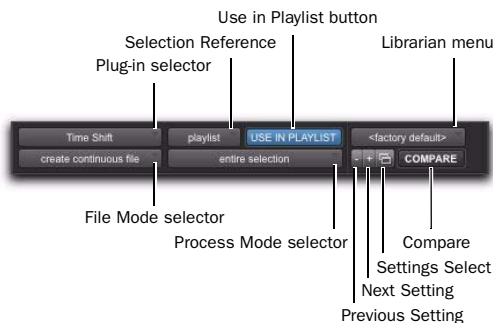 Use in Playlist button
Selection Reference
Librarian menu
Plug-in selector
Time Shift
playlist
USE IN PLAYLIST
<factory default>
create continuous file
entire selection
-
+
COMPARE
File Mode selector
Process Mode selector
Compare
Settings Select
Next Setting
Previous Setting